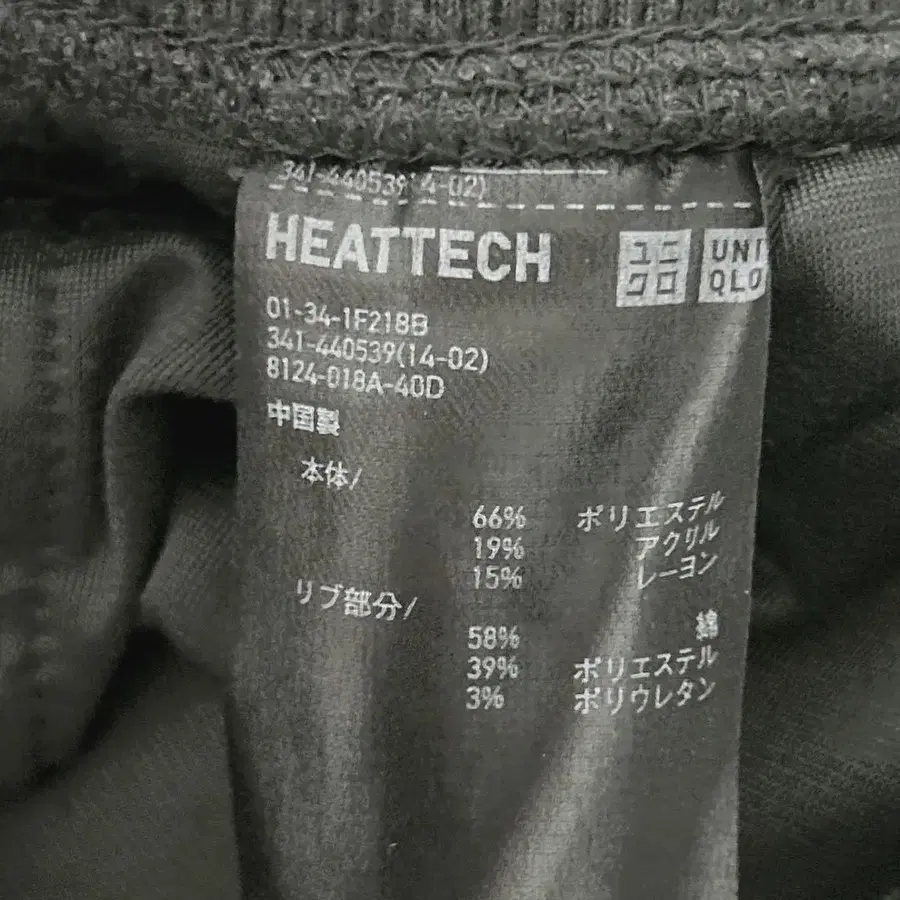 341-440539(14-02)
HEATTECH
ユニ
クロ
UNI
QLO
01-34-1F218B
341-440539(14-02)
8124-018A-40D
中国製
本体/
66% ポリエステル
19% アクリル
15% レーヨン
リブ部分/
58% 綿
39% ポリエステル
3% ポリウレタン